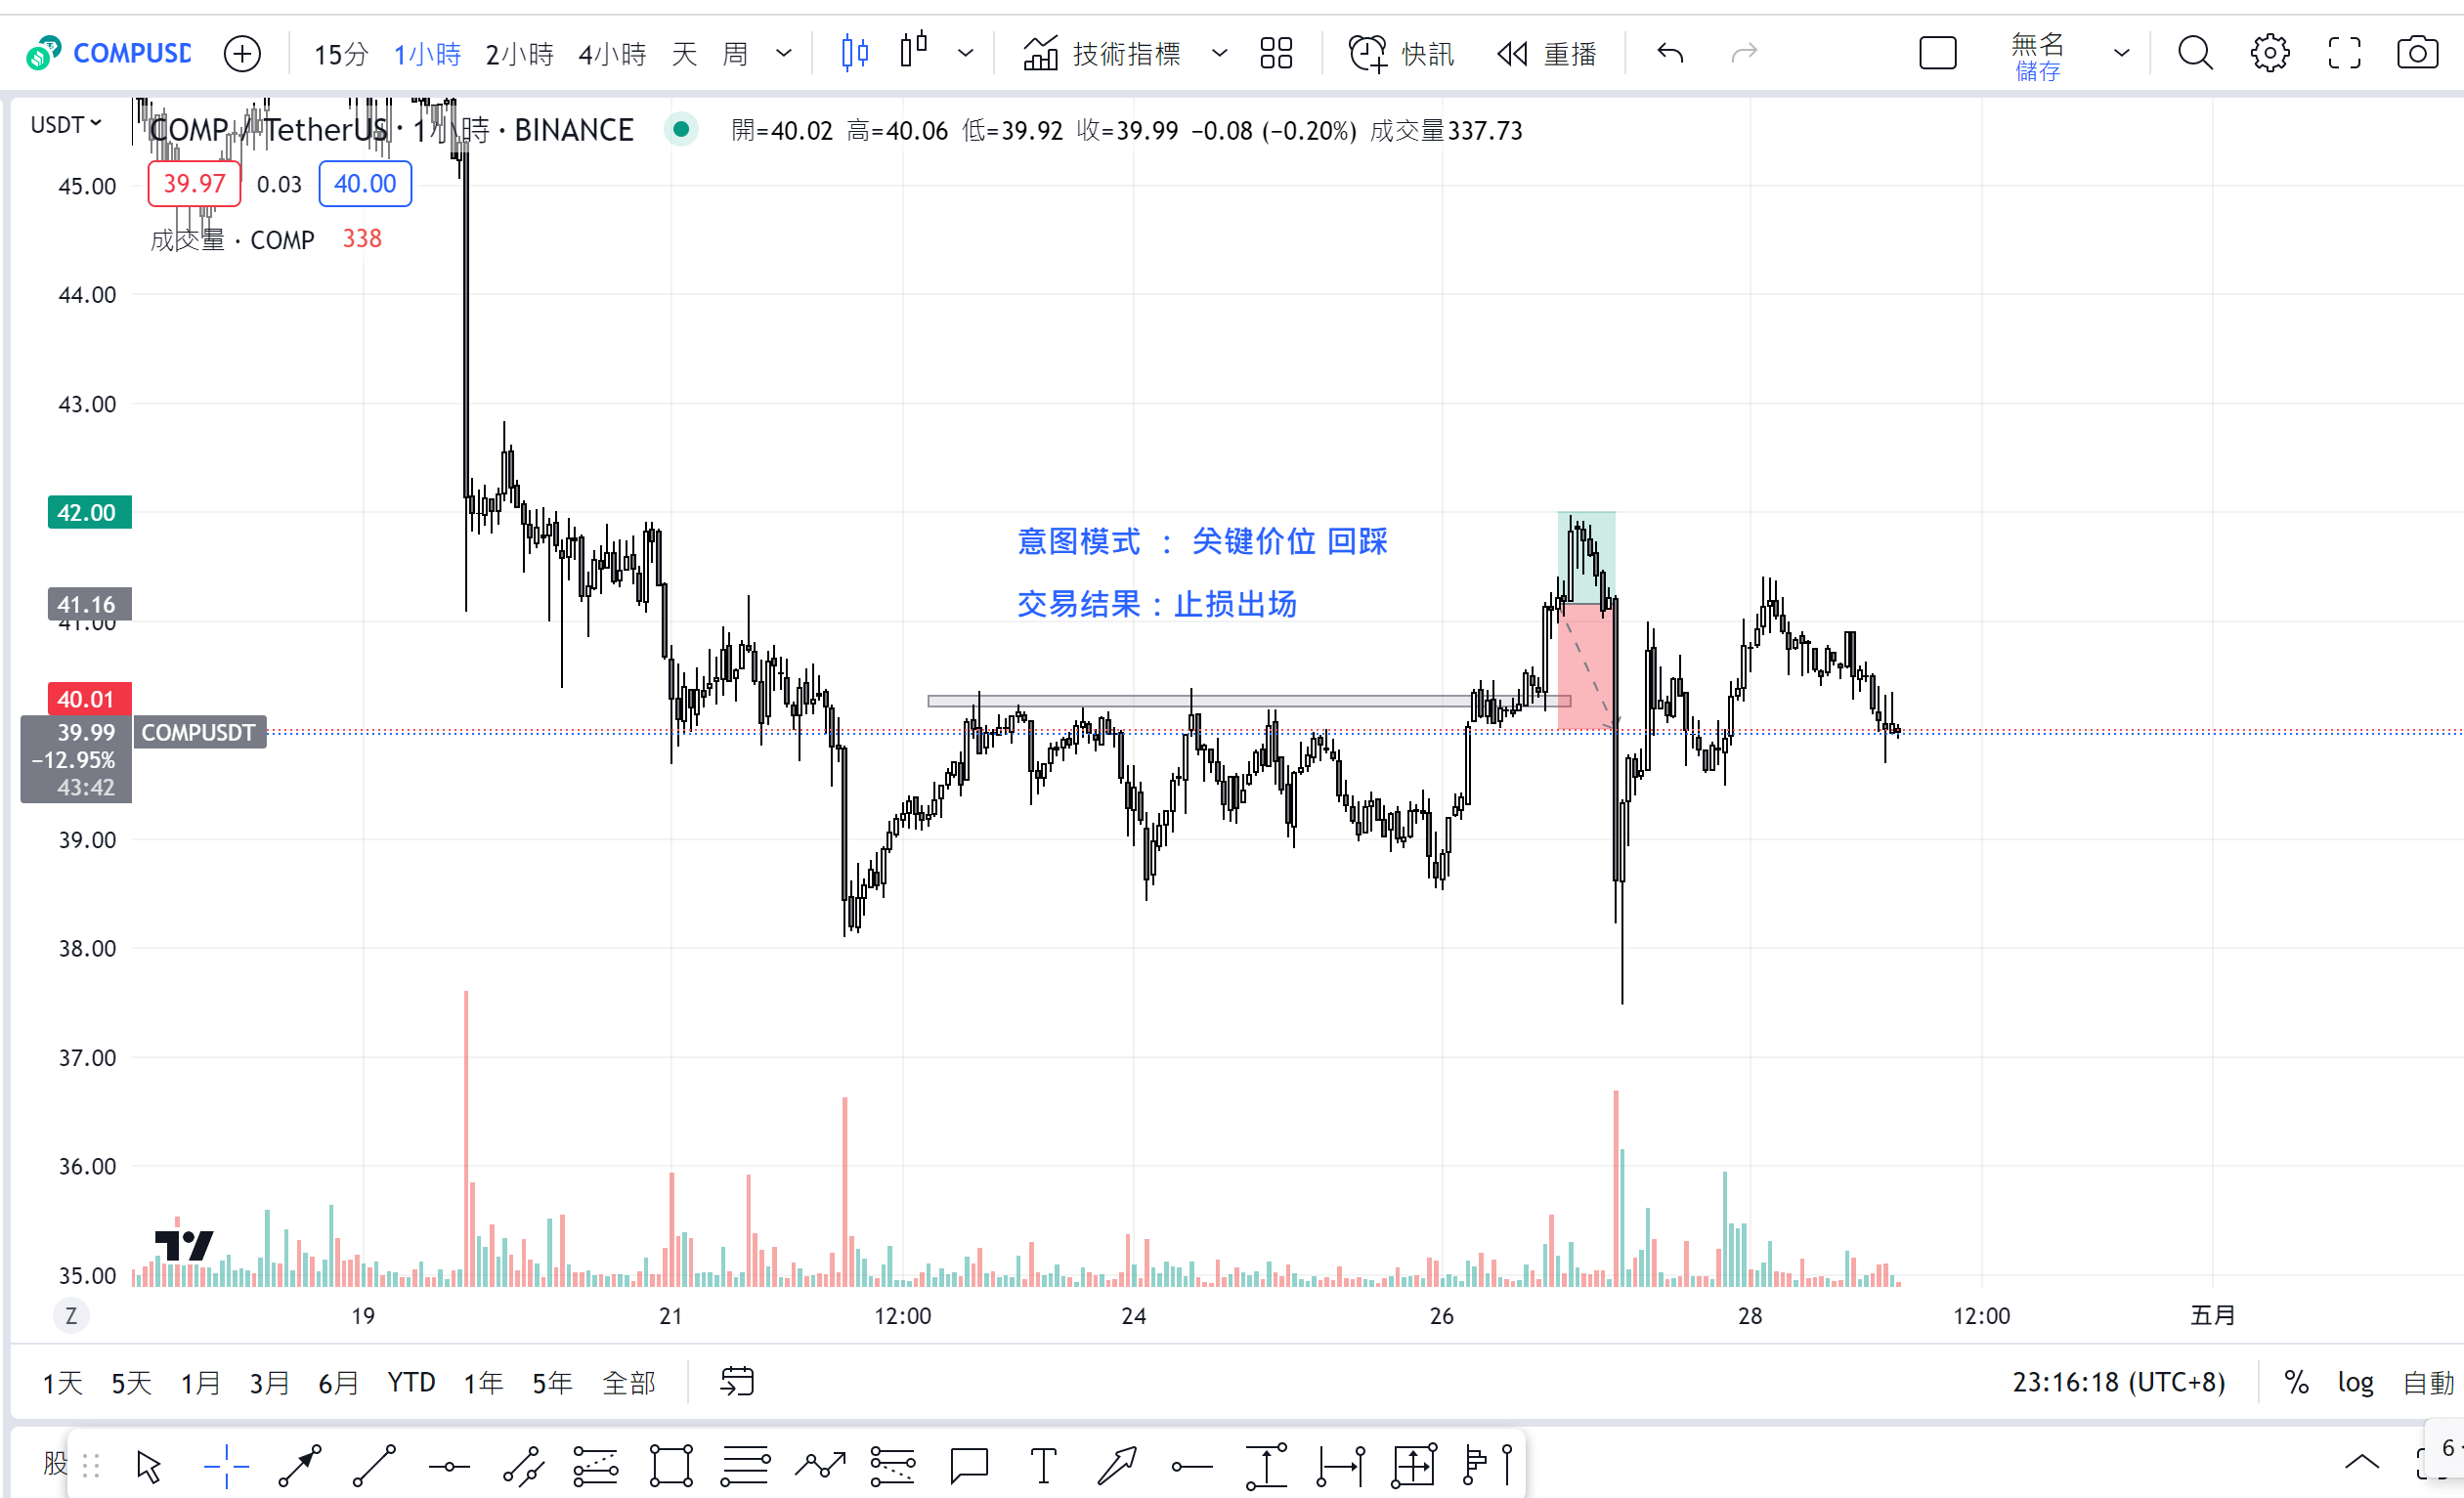 COMPUSD
15分 1小時 2小時 4小時 天 周 技術指標 快訊 重播 無名
儲存
USDT
COMP / TetherUS · 1小時 · BINANCE 開=40.02 高=40.06 低=39.92 收=39.99 −0.08 (−0.20%) 成交量337.73
39.97 0.03 40.00
成交量 · COMP 338
45.00
44.00
43.00
42.00
意图模式 ： 关键价位 回踩
41.16
交易结果：止损出场
41.00
40.01
39.99 COMPUSDT
−12.95%
43:42
39.00
38.00
37.00
36.00
35.00
Z 19 21 12:00 24 26 28 12:00 五月
1天 5天 1月 3月 6月 YTD 1年 5年 全部 23:16:18 (UTC+8) % log 自動
股
6